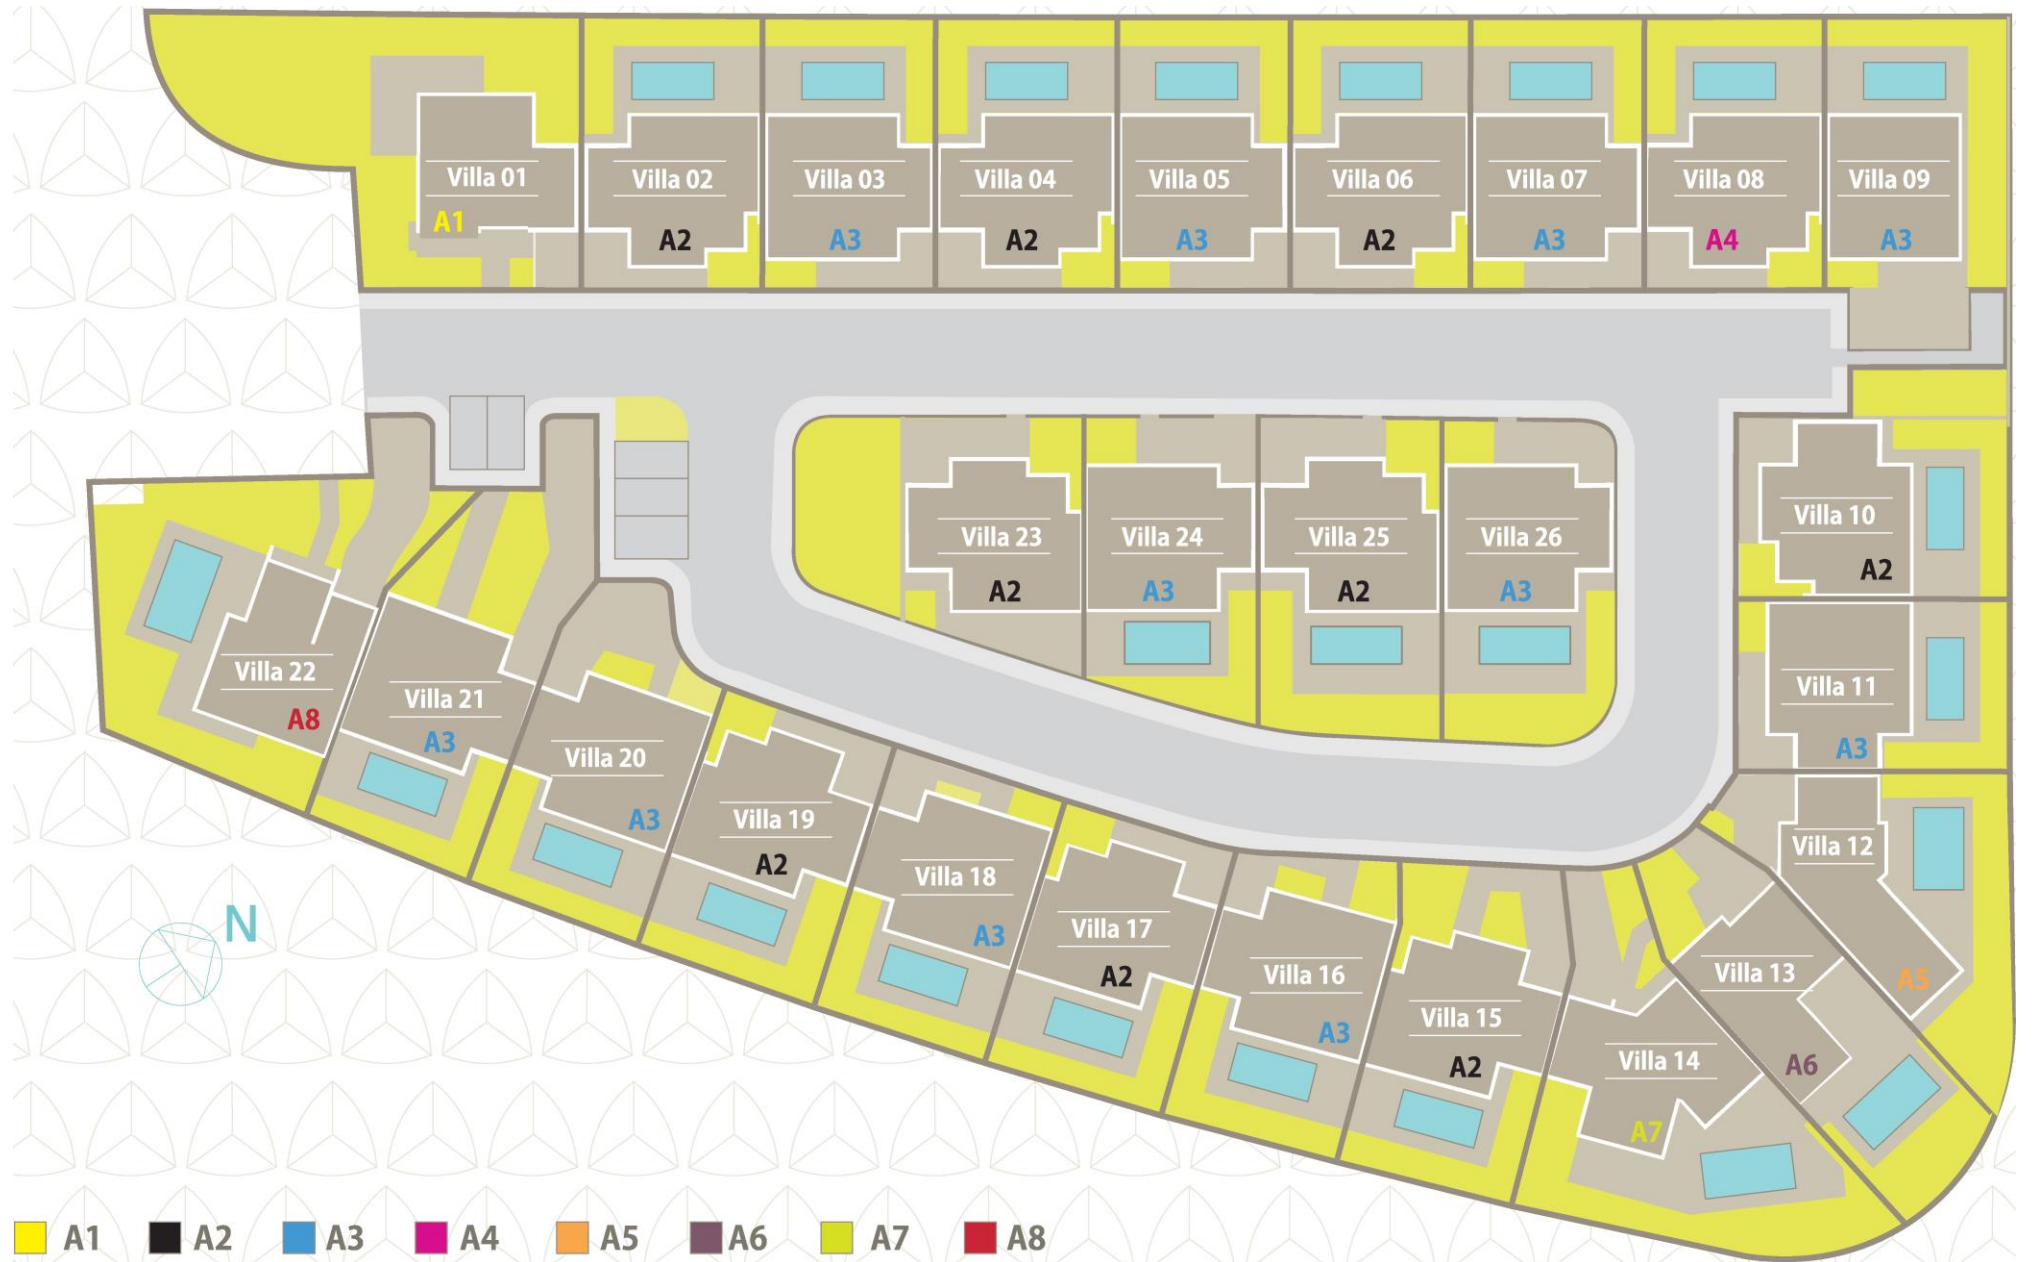 Villa 01
A1
Villa 02
A2
Villa 03
A3
Villa 04
A2
Villa 05
A3
Villa 06
A2
Villa 07
A3
Villa 08
A4
Villa 09
A3
Villa 23
A2
Villa 24
A3
Villa 25
A2
Villa 26
A3
Villa 10
A2
Villa 11
A3
Villa 12
A5
Villa 13
A6
Villa 14
A7
Villa 15
A2
Villa 16
A3
Villa 17
A2
Villa 18
A3
Villa 19
A2
Villa 20
A3
Villa 21
A3
Villa 22
A8
N
A1 A2 A3 A4 A5 A6 A7 A8